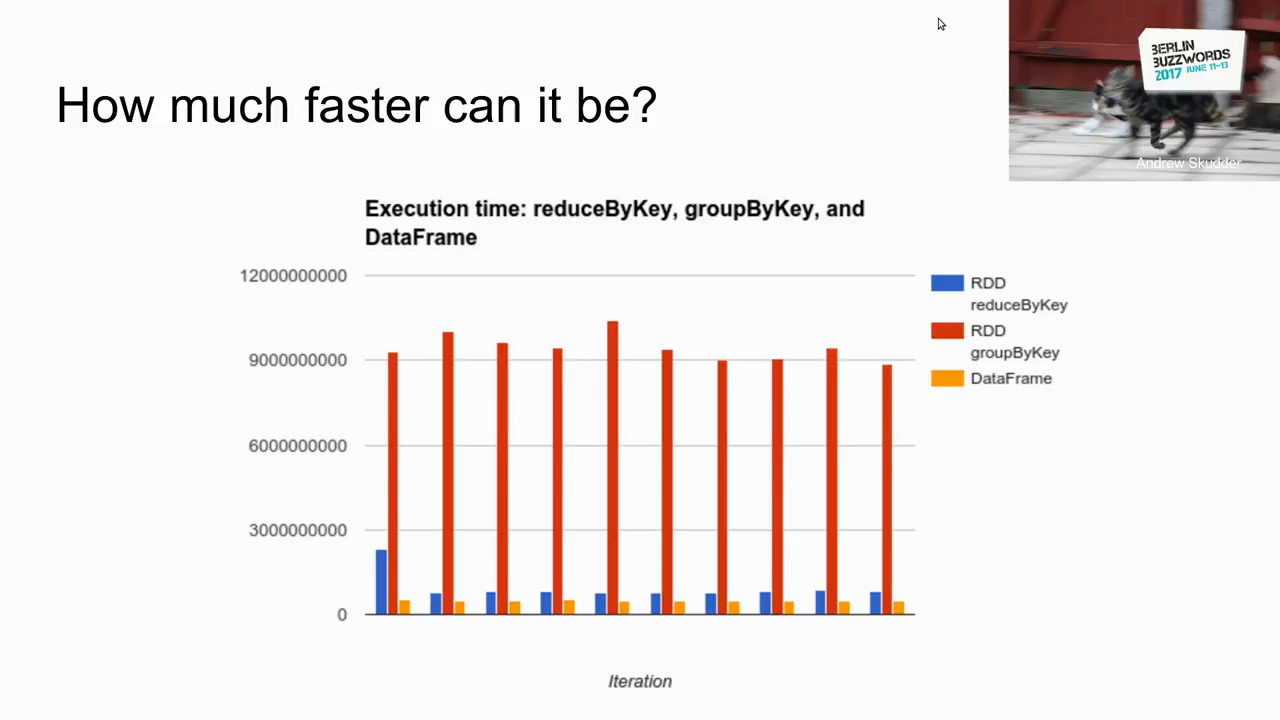 BERLIN
BUZZWORDS
2017 JUNE 11-13
How much faster can it be?
Andrew Skudder
Execution time: reduceByKey, groupByKey, and
DataFrame
12000000000
9000000000
6000000000
3000000000
0
RDD
reduceByKey
RDD
groupByKey
DataFrame
Iteration